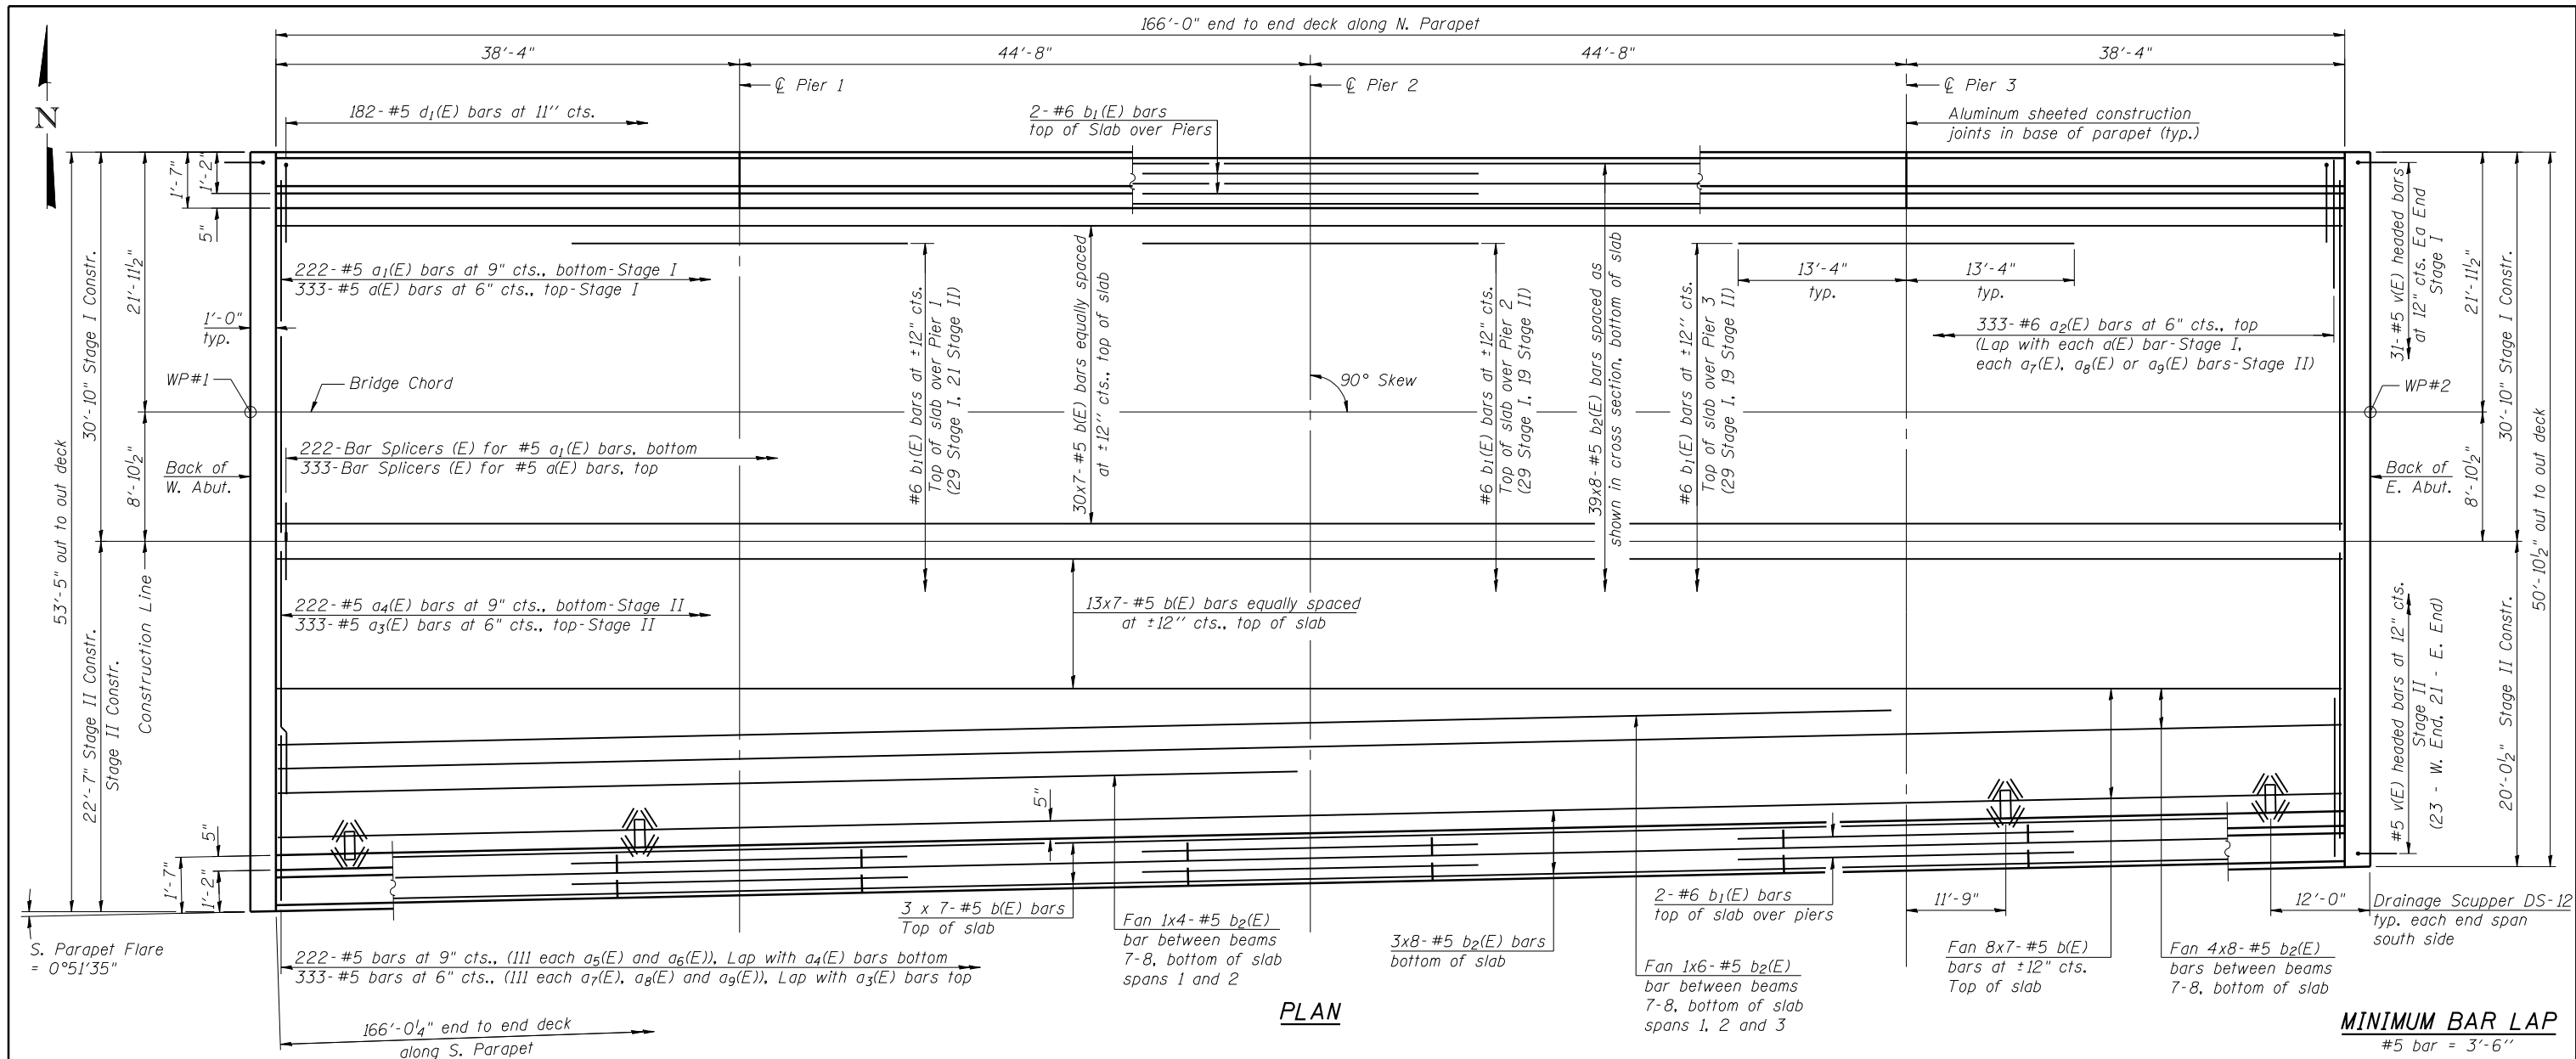 166'-0" end to end deck along N. Parapet
38'-4"
44'-8"
44'-8"
38'-4"
℄ Pier 1
℄ Pier 2
℄ Pier 3
N
182-#5 d₁(E) bars at 11" cts.
2-#6 b₁(E) bars
top of Slab over Piers
Aluminum sheeted construction
joints in base of parapet (typ.)
1'-7"
1'-2"
5"
53'-5" out to out deck
30'-10" Stage I Constr.
21'-11½"
8'-10½"
1'-0"
typ.
222-#5 a₁(E) bars at 9" cts., bottom-Stage I
333-#5 a(E) bars at 6" cts., top-Stage I
WP#1
Bridge Chord
Back of
W. Abut.
222-Bar Splicers (E) for #5 a₁(E) bars, bottom
333-Bar Splicers (E) for #5 a(E) bars, top
#6 b₁(E) bars at ±12" cts.
Top of slab over Pier 1
(29 Stage I, 21 Stage II)
30x7-#5 b(E) bars equally spaced
at ±12" cts., top of slab
90° Skew
#6 b₁(E) bars at ±12" cts.
Top of slab over Pier 2
(29 Stage I, 19 Stage II)
39x8-#5 b₂(E) bars spaced as
shown in cross section, bottom of slab
#6 b₁(E) bars at ±12" cts.
Top of slab over Pier 3
(29 Stage I, 19 Stage II)
13'-4"
typ.
13'-4"
typ.
333-#6 a₂(E) bars at 6" cts., top
(Lap with each a(E) bar-Stage I,
each a₇(E), a₈(E) or a₉(E) bars-Stage II)
31-#5 v(E) headed bars
at 12" cts. Ea End
Stage I
21'-11½"
8'-10½"
30'-10" Stage I Constr.
50'-10½" out to out deck
WP#2
Back of
E. Abut.
22'-7" Stage II Constr.
Stage II Constr.
Construction Line
222-#5 a₄(E) bars at 9" cts., bottom-Stage II
333-#5 a₃(E) bars at 6" cts., top-Stage II
13x7-#5 b(E) bars equally spaced
at ±12" cts., top of slab
#5 v(E) headed bars at 12" cts.
Stage II
(23 - W. End, 21 - E. End)
20'-0½" Stage II Constr.
5"
5"
1'-7"
1'-2"
S. Parapet Flare
= 0°51'35"
222-#5 bars at 9" cts., (111 each a₅(E) and a₆(E)), Lap with a₄(E) bars bottom
333-#5 bars at 6" cts., (111 each a₇(E), a₈(E) and a₉(E)), Lap with a₃(E) bars top
166'-0¼" end to end deck
along S. Parapet
3 x 7-#5 b(E) bars
Top of slab
Fan 1x4-#5 b₂(E)
bar between beams
7-8, bottom of slab
spans 1 and 2
3x8-#5 b₂(E) bars
bottom of slab
2-#6 b₁(E) bars
top of slab over piers
Fan 1x6-#5 b₂(E)
bar between beams
7-8, bottom of slab
spans 1, 2 and 3
11'-9"
12'-0"
Fan 8x7-#5 b(E)
bars at ±12" cts.
Top of slab
Fan 4x8-#5 b₂(E)
bars between beams
7-8, bottom of slab
Drainage Scupper DS-12
typ. each end span
south side
PLAN
MINIMUM BAR LAP
#5 bar = 3'-6"